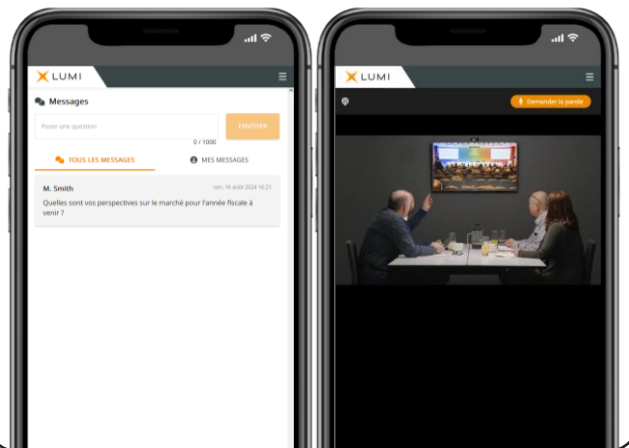 LUMI
Messages
Poser une question
ENVOYER
0 / 1000
TOUS LES MESSAGES
MES MESSAGES
M. Smith
ven. 16 août 2024 16:21
Quelles sont vos perspectives sur le marché pour l'année fiscale à
venir ?
LUMI
Demander la parole